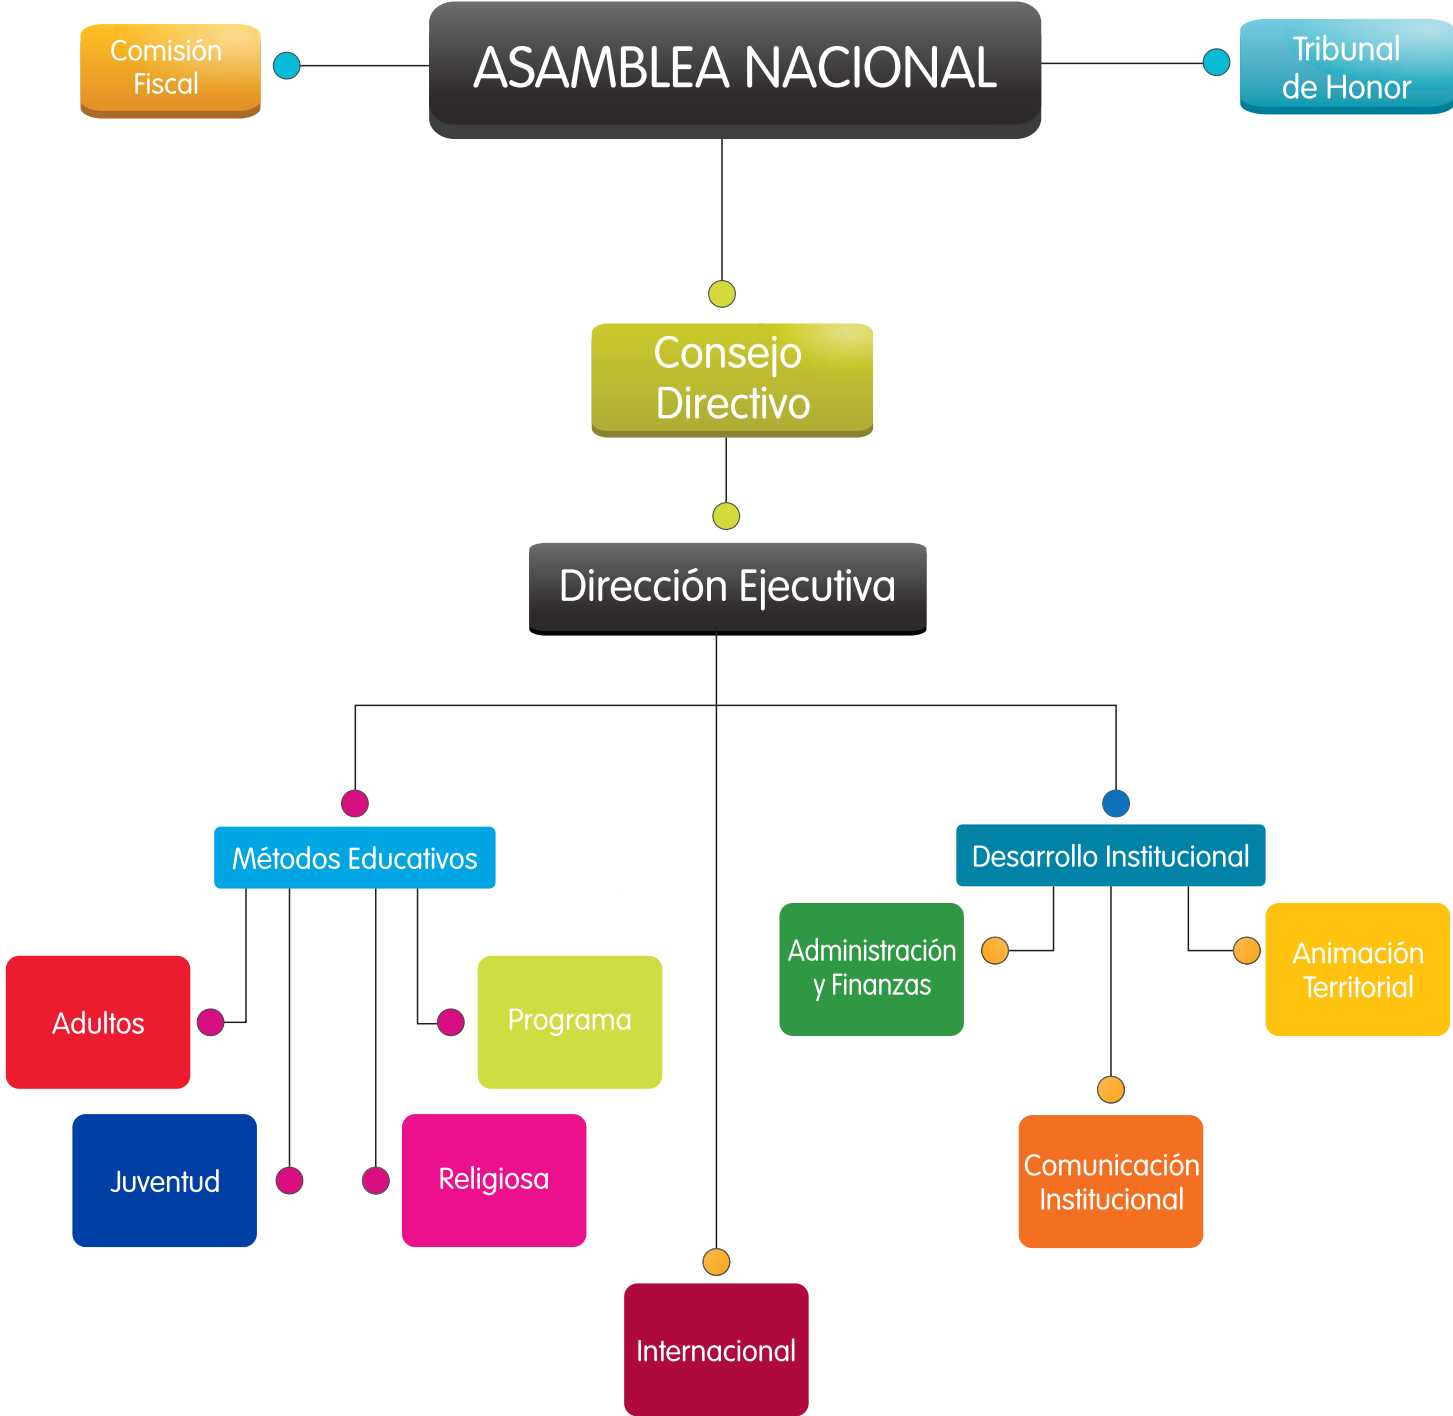 Comisión
Fiscal
ASAMBLEA NACIONAL
Tribunal
de Honor
Consejo
Directivo
Dirección Ejecutiva
Métodos Educativos
Desarrollo Institucional
Adultos
Programa
Juventud
Religiosa
Administración
y Finanzas
Animación
Territorial
Comunicación
Institucional
Internacional